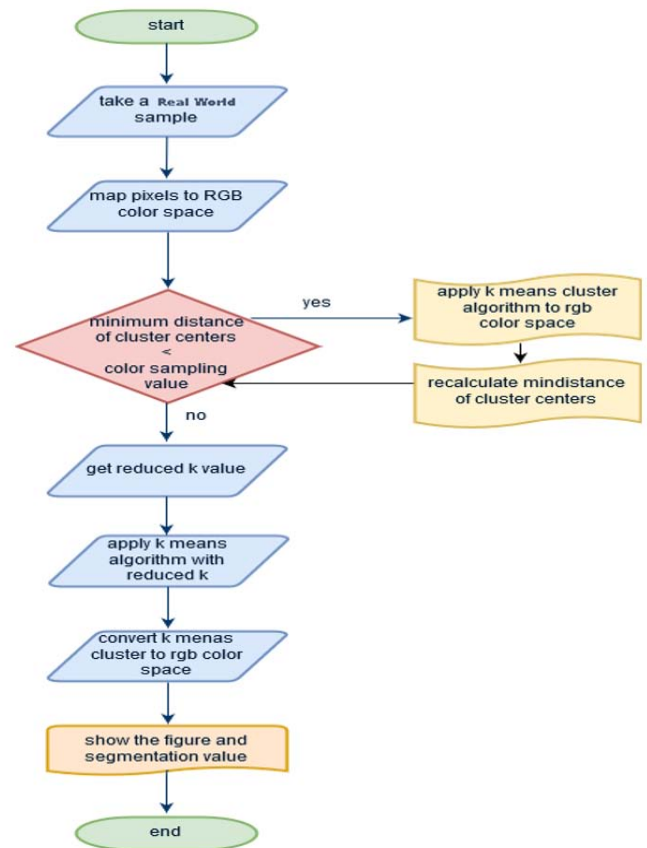 start
take a Real World
sample
map pixels to RGB
color space
minimum distance
of cluster centers
<
color sampling
value
yes
apply k means cluster
algorithm to rgb
color space
recalculate mindistance
of cluster centers
no
get reduced k value
apply k means
algorithm with
reduced k
convert k menas
cluster to rgb color
space
show the figure and
segmentation value
end